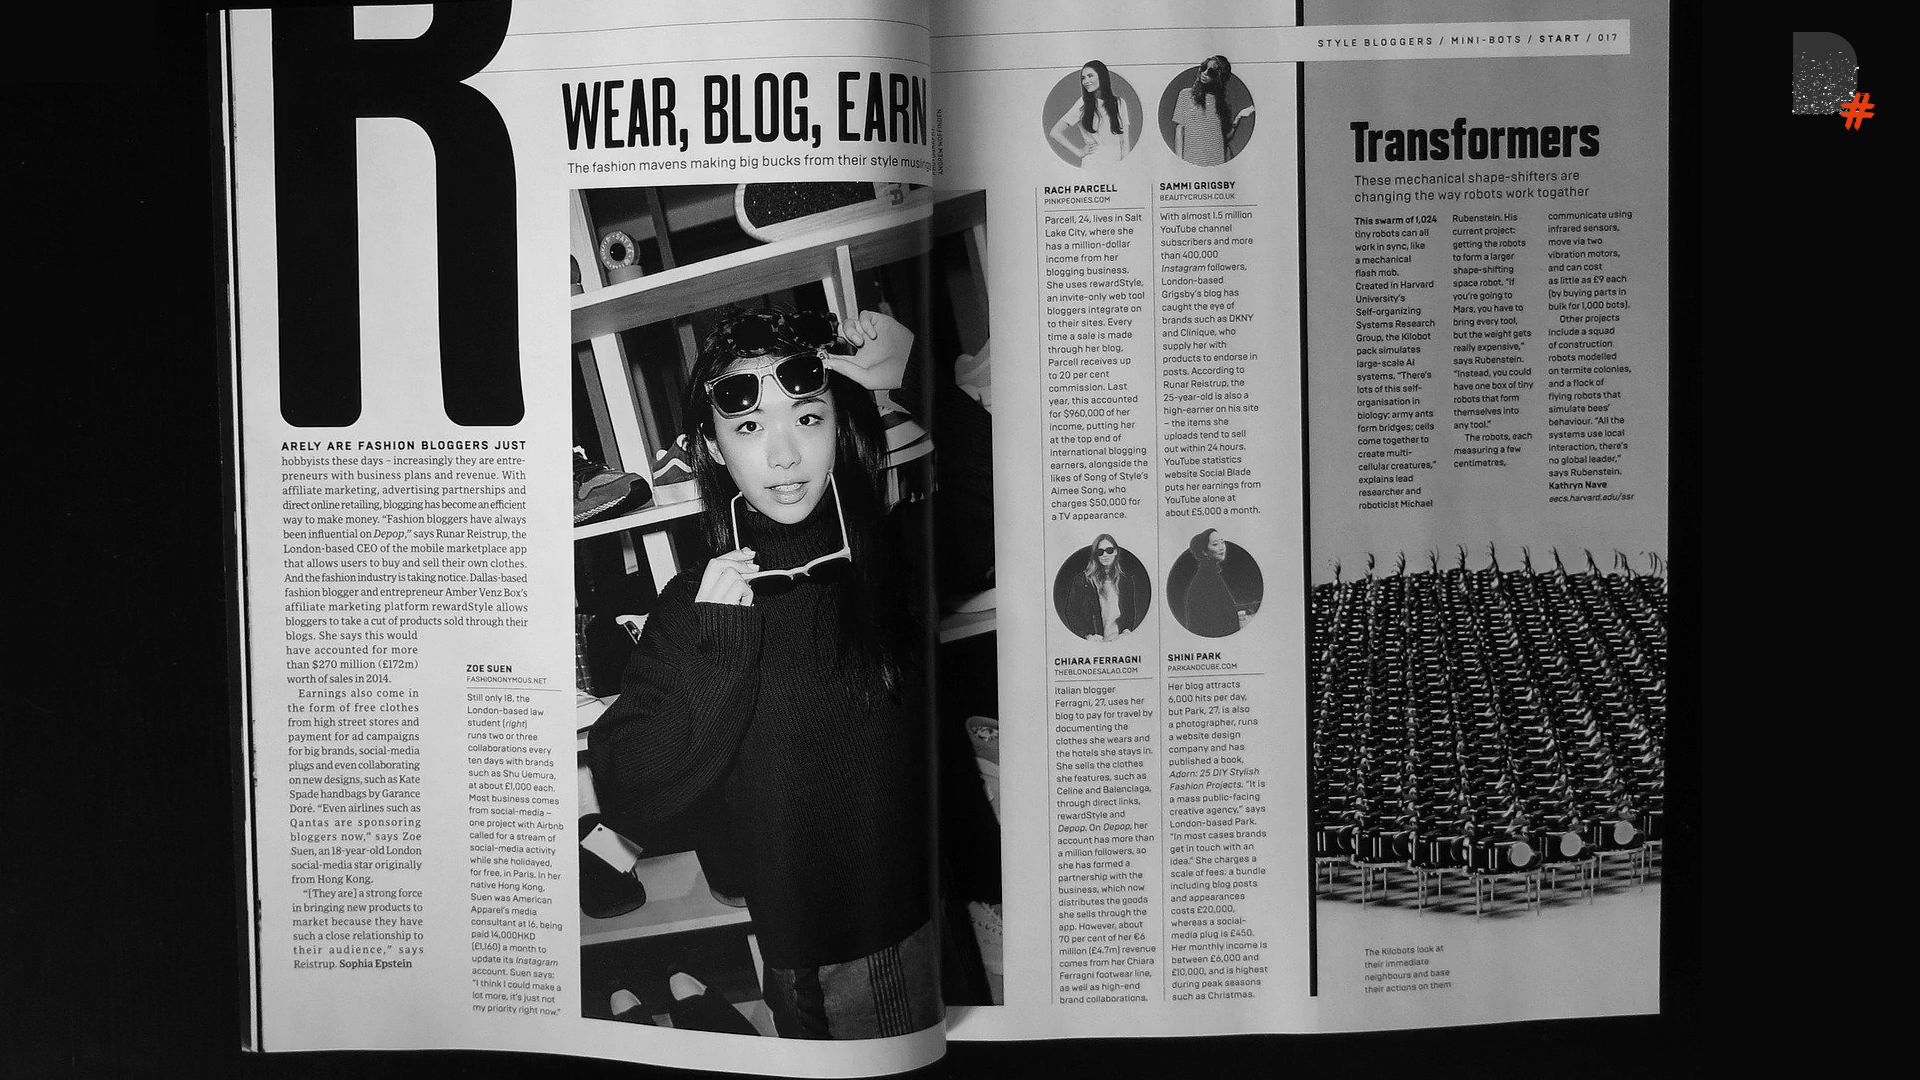 WEAR, BLOG, EARN
The fashion mavens making big bucks from their style
ANDREW WOFFINDEN
R
ARELY ARE FASHION BLOGGERS JUST
hobbyists these days – increasingly they are entre-
preneurs with business plans and revenue. With
affiliate marketing, advertising partnerships and
direct online retailing, blogging has become an efficient
way to make money. “Fashion bloggers have always
been influential on Depop,” says Runar Reistrup, the
London-based CEO of the mobile marketplace app
that allows users to buy and sell their own clothes.
And the fashion industry is taking notice. Dallas-based
fashion blogger and entrepreneur Amber Venz Box’s
affiliate marketing platform rewardStyle allows
bloggers to take a cut of products sold through their
blogs. She says this would
have accounted for more
than $270 million (£172m)
worth of sales in 2014.
Earnings also come in
the form of free clothes
from high street stores and
payment for ad campaigns
for big brands, social-media
plugs and even collaborating
on new designs, such as Kate
Spade handbags by Garance
Doré. “Even airlines such as
Qantas are sponsoring
bloggers now,” says Zoe
Suen, an 18-year-old London
social-media star originally
from Hong Kong.
“[They are] a strong force
in bringing new products to
market because they have
such a close relationship to
their audience,” says
Reistrup. Sophia Epstein
ZOE SUEN
FASHIONONYMOUS.NET
Still only 18, the
London-based law
student (right)
runs two or three
collaborations every
ten days with brands
such as Shu Uemura,
at about £1,000 each.
Most business comes
from social-media –
one project with Airbnb
called for a stream of
social-media activity
while she holidayed,
for free, in Paris. In her
native Hong Kong,
Suen was American
Apparel’s media
consultant at 16, being
paid 14,000HKD
(£1,160) a month to
update its Instagram
account. Suen says:
“I think I could make a
lot more, it’s just not
my priority right now.”
RACH PARCELL
PINKPEONIES.COM
Parcell, 24, lives in Salt
Lake City, where she
has a million-dollar
income from her
blogging business.
She uses rewardStyle,
an invite-only web tool
bloggers integrate on
to their sites. Every
time a sale is made
through her blog,
Parcell receives up
to 20 per cent
commission. Last
year, this accounted
for $960,000 of her
income, putting her
at the top end of
international blogging
earners, alongside the
likes of Song of Style’s
Aimee Song, who
charges $50,000 for
a TV appearance.
SAMMI GRIGSBY
BEAUTYCRUSH.CO.UK
With almost 1.5 million
YouTube channel
subscribers and more
than 400,000
Instagram followers,
London-based
Grigsby’s blog has
caught the eye of
brands such as DKNY
and Clinique, who
supply her with
products to endorse in
posts. According to
Runar Reistrup, the
25-year-old is also a
high-earner on his site
– the items she
uploads tend to sell
out within 24 hours.
YouTube statistics
website Social Blade
puts her earnings from
YouTube alone at
about £5,000 a month.
CHIARA FERRAGNI
THEBLONDESALAD.COM
Italian blogger
Ferragni, 27, uses her
blog to pay for travel by
documenting the
clothes she wears and
the hotels she stays in.
She sells the clothes
she features, such as
Celine and Balenciaga,
through direct links,
rewardStyle and
Depop. On Depop, her
account has more than
a million followers, so
she has formed a
partnership with the
business, which now
distributes the goods
she sells through the
app. However, about
70 per cent of her €6
million (£4.7m) revenue
comes from her Chiara
Ferragni footwear line,
as well as high-end
brand collaborations.
SHINI PARK
PARKANDCUBE.COM
Her blog attracts
6,000 hits per day,
but Park, 27, is also
a photographer, runs
a website design
company and has
published a book,
Adorn: 25 DIY Stylish
Fashion Projects. “It is
a mass public-facing
creative agency,” says
London-based Park.
“In most cases brands
get in touch with an
idea.” She charges a
scale of fees: a bundle
including blog posts
and appearances
costs £20,000,
whereas a social-
media plug is £450.
Her monthly income is
between £6,000 and
£10,000, and is highest
during peak seasons
such as Christmas.
STYLE BLOGGERS / MINI-BOTS / START / 017
Transformers
These mechanical shape-shifters are
changing the way robots work togather
This swarm of 1,024
tiny robots can all
work in sync, like
a mechanical
flash mob.
Created in Harvard
University’s
Self-organizing
Systems Research
Group, the Kilobot
pack simulates
large-scale AI
systems. “There’s
lots of this self-
organisation in
biology: army ants
form bridges; cells
come together to
create multi-
cellular creatures,”
explains lead
researcher and
roboticist Michael
Rubenstein. His
current project:
getting the robots
to form a larger
shape-shifting
space robot. “If
you’re going to
Mars, you have to
bring every tool,
but the weight gets
really expensive,”
says Rubenstein.
“Instead, you could
have one box of tiny
robots that form
themselves into
any tool.”
The robots, each
measuring a few
centimetres,
communicate using
infrared sensors,
move via two
vibration motors,
and can cost
as little as £9 each
(by buying parts in
bulk for 1,000 bots).
Other projects
include a squad
of construction
robots modelled
on termite colonies,
and a flock of
flying robots that
simulate bees’
behaviour. “All the
systems use local
interaction, there’s
no global leader,”
says Rubenstein.
Kathryn Nave
eecs.harvard.edu/ssr
The Kilobots look at
their immediate
neighbours and base
their actions on them
#